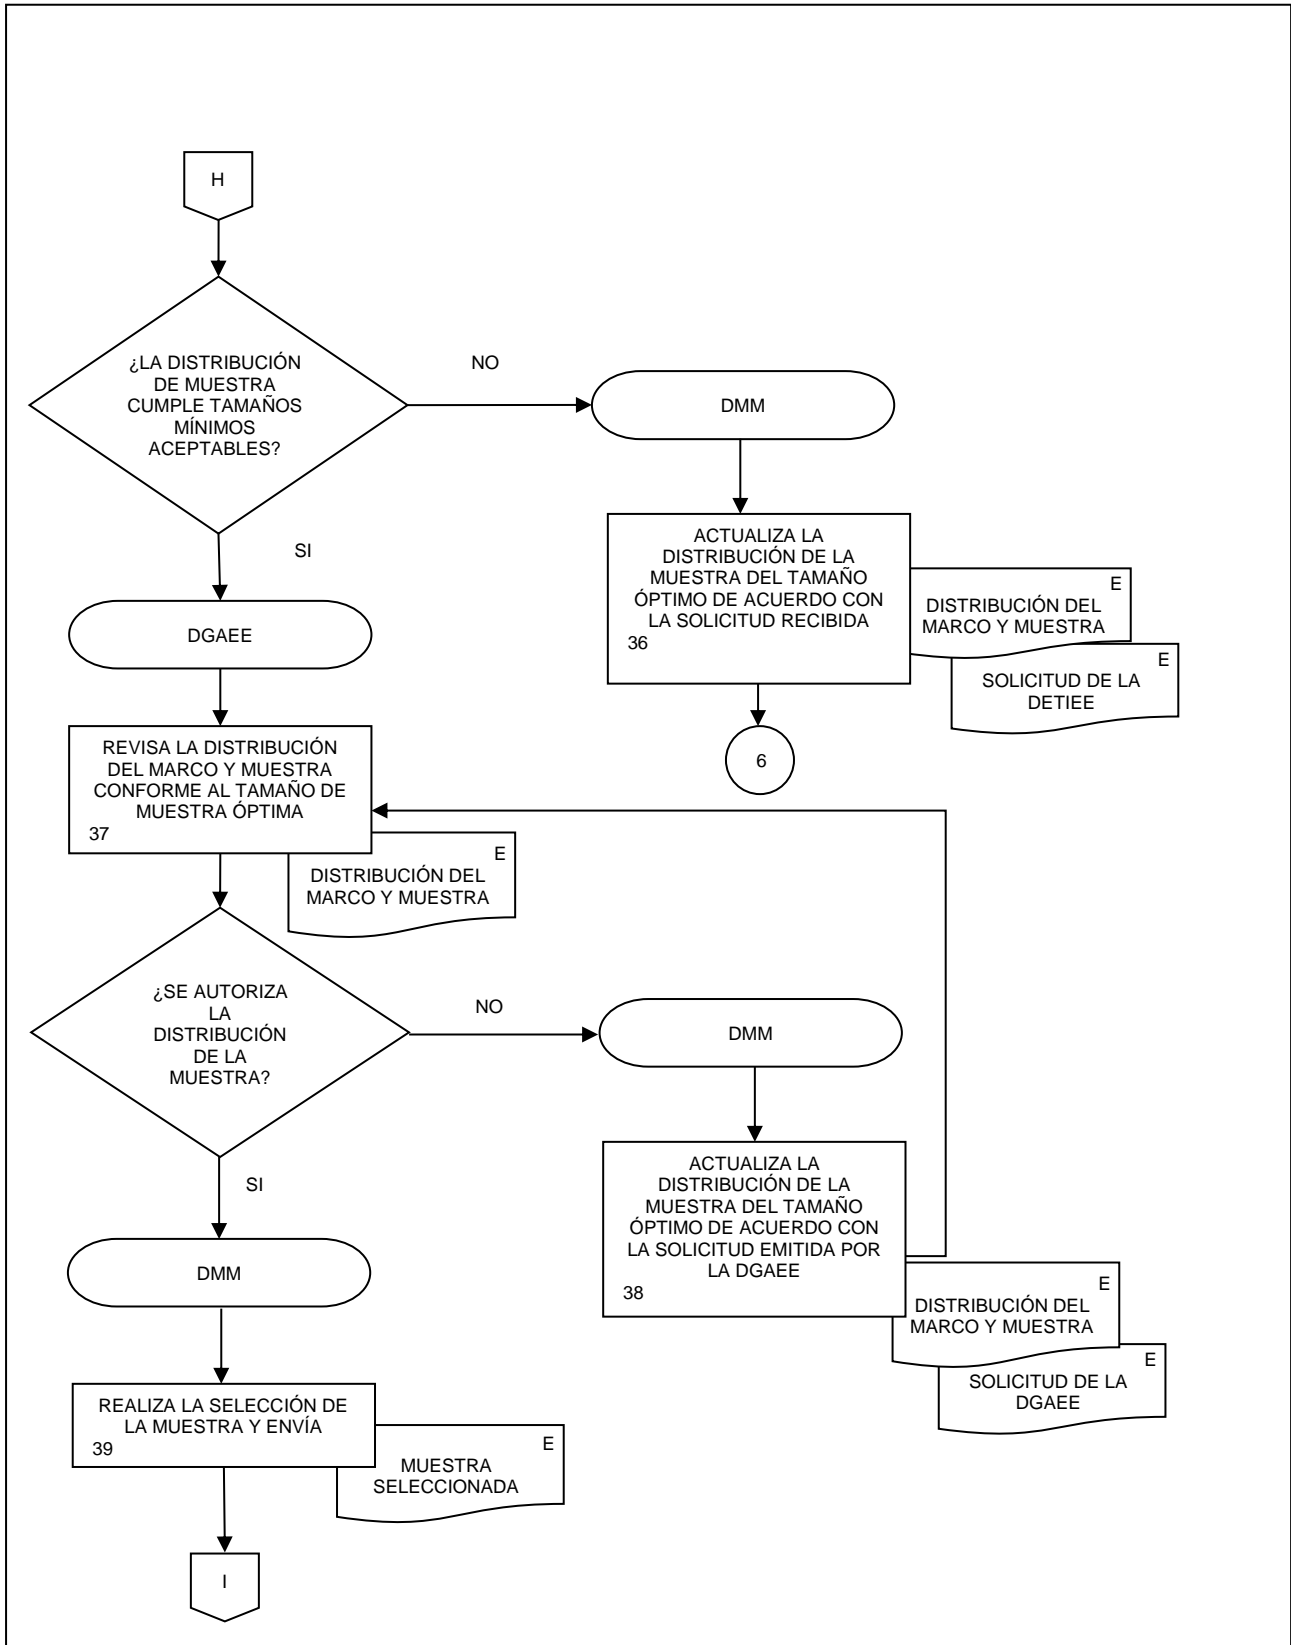 H
¿LA DISTRIBUCIÓN
DE MUESTRA
CUMPLE TAMAÑOS
MÍNIMOS
ACEPTABLES?
NO
DMM
SI
ACTUALIZA LA
DISTRIBUCIÓN DE LA
MUESTRA DEL TAMAÑO
ÓPTIMO DE ACUERDO CON
LA SOLICITUD RECIBIDA
36
E
DISTRIBUCIÓN DEL
MARCO Y MUESTRA
E
SOLICITUD DE LA
DETIEE
6
DGAEE
REVISA LA DISTRIBUCIÓN
DEL MARCO Y MUESTRA
CONFORME AL TAMAÑO DE
MUESTRA ÓPTIMA
37
E
DISTRIBUCIÓN DEL
MARCO Y MUESTRA
¿SE AUTORIZA
LA
DISTRIBUCIÓN
DE LA
MUESTRA?
NO
DMM
SI
ACTUALIZA LA
DISTRIBUCIÓN DE LA
MUESTRA DEL TAMAÑO
ÓPTIMO DE ACUERDO CON
LA SOLICITUD EMITIDA POR
LA DGAEE
38
E
DISTRIBUCIÓN DEL
MARCO Y MUESTRA
E
SOLICITUD DE LA
DGAEE
DMM
REALIZA LA SELECCIÓN DE
LA MUESTRA Y ENVÍA
39
E
MUESTRA
SELECCIONADA
I